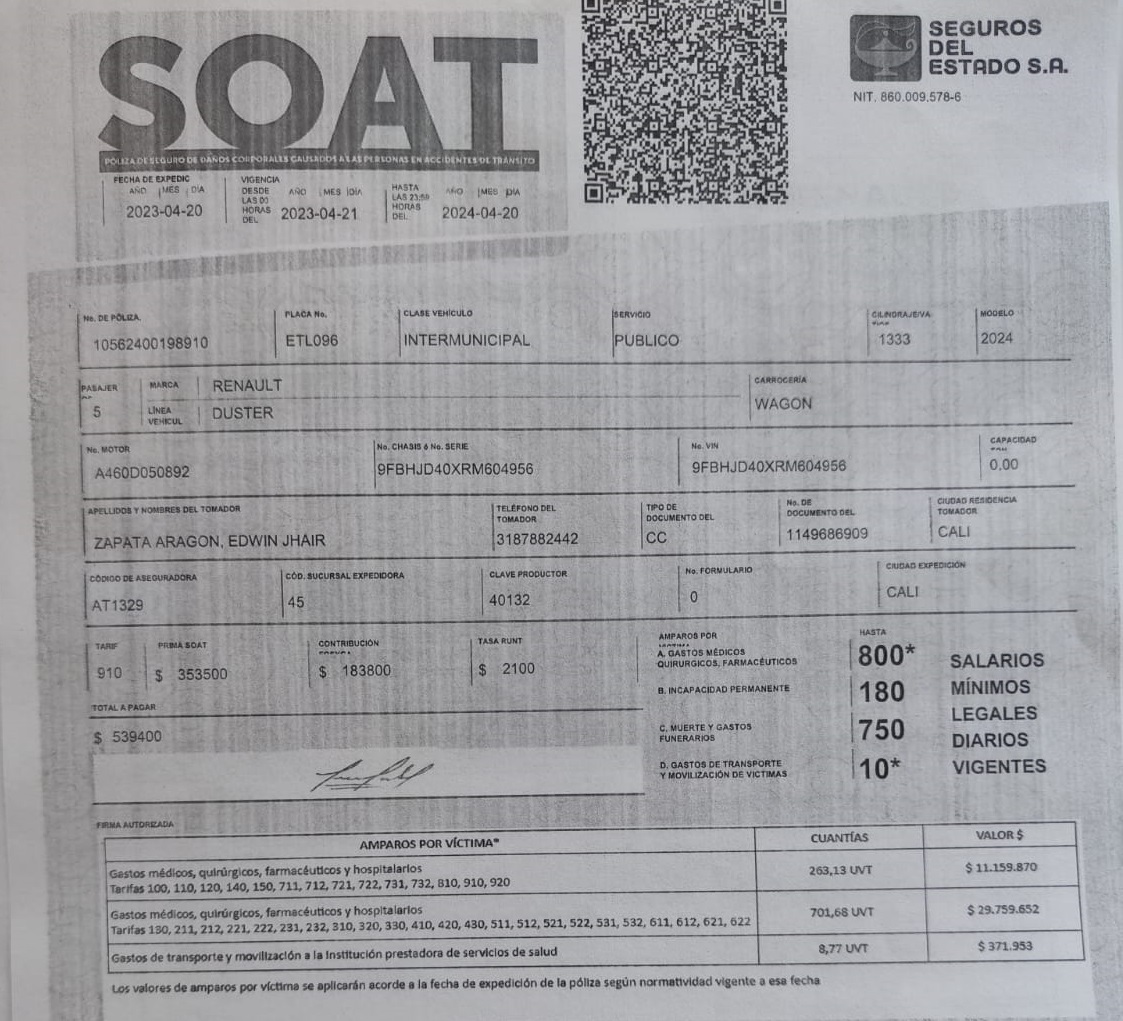 SOAT
SEGUROS
DEL
ESTADO S.A.
NIT. 860.009.578-6
PÓLIZA DE SEGURO DE DAÑOS CORPORALES CAUSADOS A LAS PERSONAS EN ACCIDENTES DE TRÁNSITO
FECHA DE EXPEDIC
AÑO MES DÍA
2023-04-20
VIGENCIA
DESDE
LAS 00
HORAS
DEL
AÑO MES DÍA
2023-04-21
HASTA
LAS 23:59
HORAS
DEL
AÑO MES DIA
2024-04-20
No. DE PÓLIZA
10562400198910
PLACA No.
ETL096
CLASE VEHÍCULO
INTERMUNICIPAL
SERVICIO
PUBLICO
CILINDRAJE/VA
1333
MODELO
2024
PASAJER
5
MARCA
RENAULT
LÍNEA
VEHICUL
DUSTER
CARROCERÍA
WAGON
No. MOTOR
A460D050892
No. CHASIS ó No. SERIE
9FBHJD40XRM604956
No. VIN
9FBHJD40XRM604956
CAPACIDAD
0,00
APELLIDOS Y NOMBRES DEL TOMADOR
ZAPATA ARAGON, EDWIN JHAIR
TELÉFONO DEL
TOMADOR
3187882442
TIPO DE
DOCUMENTO DEL
CC
No. DE
DOCUMENTO DEL
1149686909
CIUDAD RESIDENCIA
TOMADOR
CALI
CÓDIGO DE ASEGURADORA
AT1329
CÓD. SUCURSAL EXPEDIDORA
45
CLAVE PRODUCTOR
40132
No. FORMULARIO
0
CIUDAD EXPEDICIÓN
CALI
TARIF
910
PRIMA SOAT
$ 353500
CONTRIBUCIÓN
$ 183800
TASA RUNT
$ 2100
TOTAL A PAGAR
$ 539400
AMPAROS POR
HASTA
A. GASTOS MÉDICOS
QUIRURGICOS, FARMACÉUTICOS
800*
B. INCAPACIDAD PERMANENTE
180
C. MUERTE Y GASTOS
FUNERARIOS
750
D. GASTOS DE TRANSPORTE
Y MOVILIZACIÓN DE VICTIMAS
10*
SALARIOS
MÍNIMOS
LEGALES
DIARIOS
VIGENTES
FIRMA AUTORIZADA
AMPAROS POR VÍCTIMA* CUANTÍAS VALOR $
Gastos médicos, quirúrgicos, farmacéuticos y hospitalarios
Tarifas 100, 110, 120, 140, 150, 711, 712, 721, 722, 731, 732, 810, 910, 920
263,13 UVT
$ 11.159.870
Gastos médicos, quirúrgicos, farmacéuticos y hospitalarios
Tarifas 130, 211, 212, 221, 222, 231, 232, 310, 320, 330, 410, 420, 430, 511, 512, 521, 522, 531, 532, 611, 612, 621, 622
701,68 UVT
$ 29.759.652
Gastos de transporte y movilización a la Institución prestadora de servicios de salud
8,77 UVT
$ 371.953
Los valores de amparos por víctima se aplicarán acorde a la fecha de expedición de la póliza según normatividad vigente a esa fecha